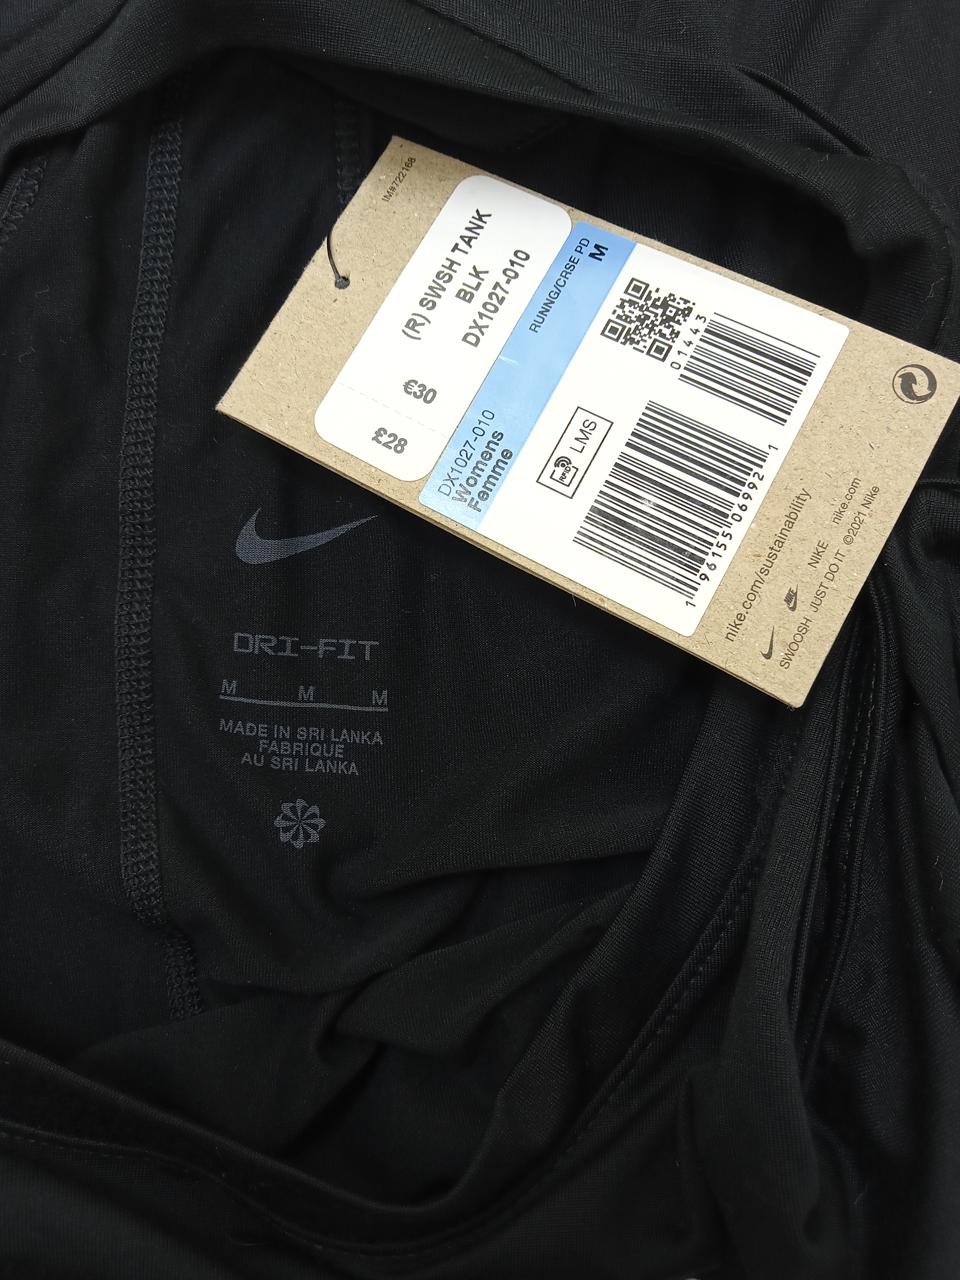 IM#722168
(R) SWSH TANK
BLK
DX1027-010
€30
£28
RUNNG/CRSE PD
M
DX1027-010
Womens
Femme
01443
RFID
LMS
1 96155 06992 1
nike.com/sustainability
NIKE nike.com
SWOOSH JUST DO IT ©2021 Nike
DRI-FIT
M M M
MADE IN SRI LANKA
FABRIQUE
AU SRI LANKA